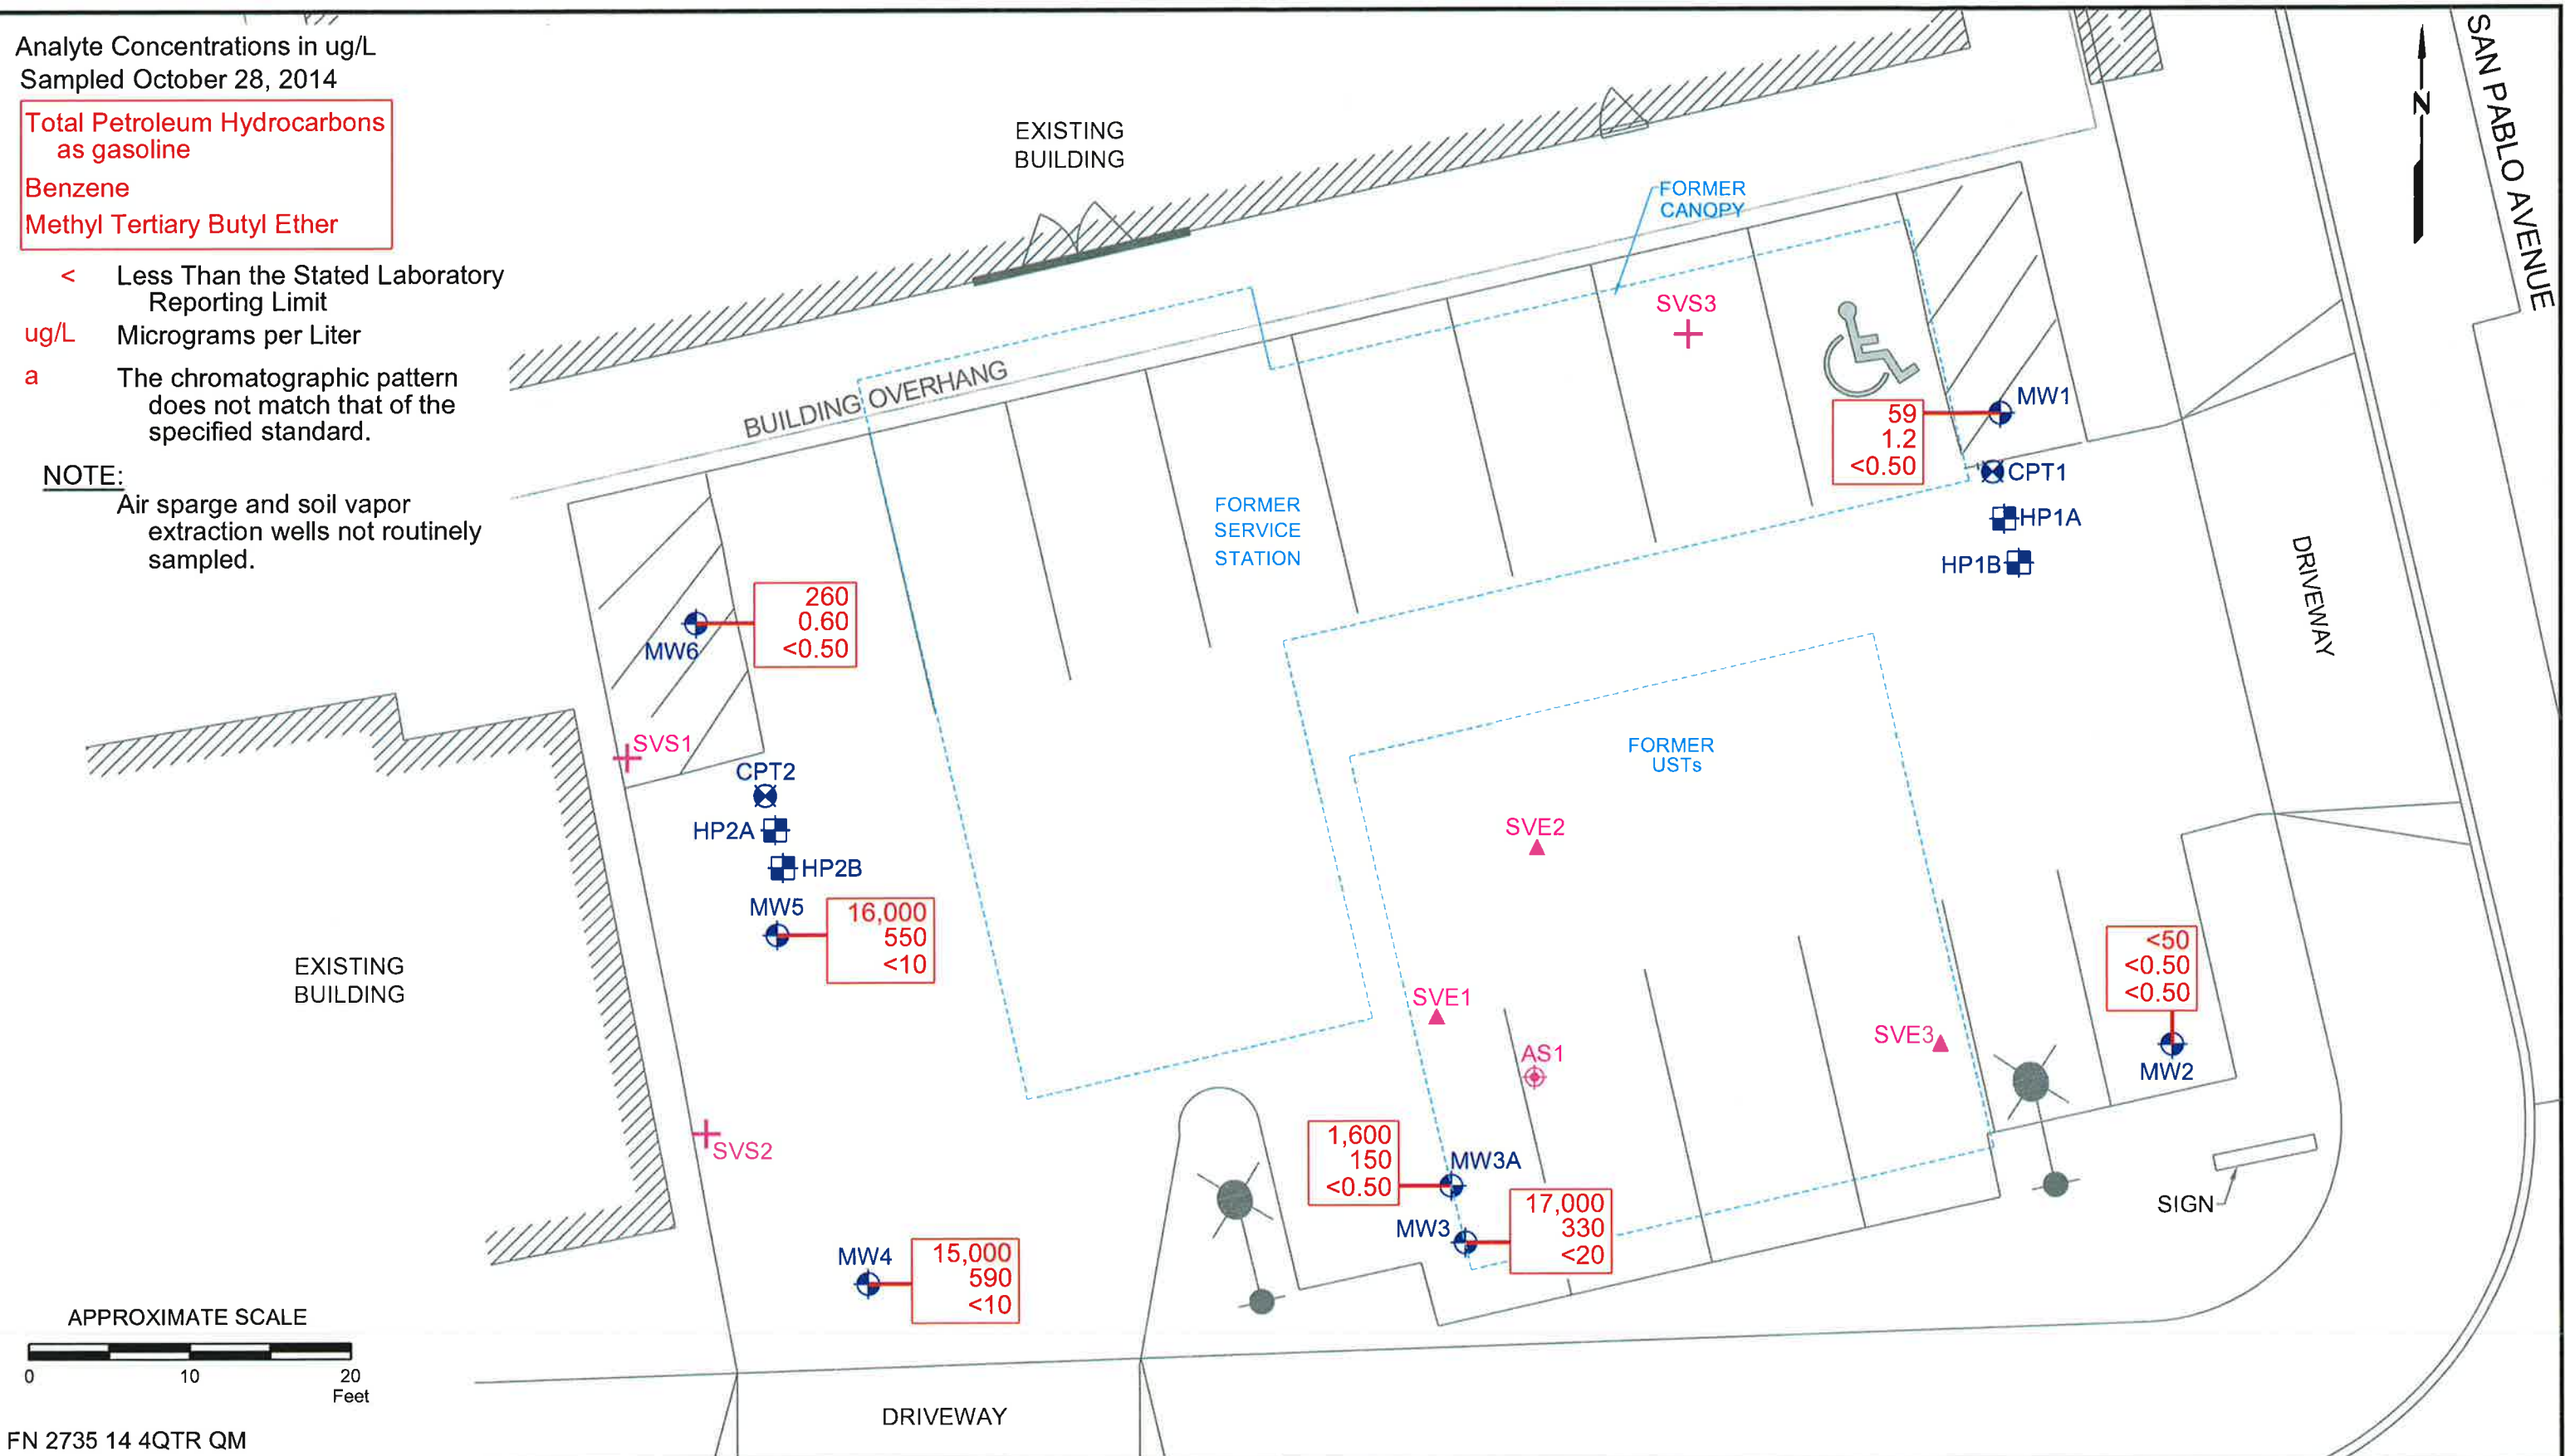 Analyte Concentrations in ug/L
Sampled October 28, 2014
Total Petroleum Hydrocarbons
as gasoline
Benzene
Methyl Tertiary Butyl Ether
< Less Than the Stated Laboratory
Reporting Limit
ug/L Micrograms per Liter
a The chromatographic pattern
does not match that of the
specified standard.
NOTE:
Air sparge and soil vapor
extraction wells not routinely
sampled.
EXISTING
BUILDING
FORMER
CANOPY
SAN PABLO AVENUE
N
BUILDING OVERHANG
SVS3
MW1
59
1.2
<0.50
CPT1
HP1A
HP1B
FORMER
SERVICE
STATION
DRIVEWAY
260
0.60
<0.50
MW6
SVS1
CPT2
HP2A
HP2B
MW5
16,000
550
<10
FORMER
USTs
SVE2
EXISTING
BUILDING
SVE1
AS1
SVE3
<50
<0.50
<0.50
MW2
SVS2
1,600
150
<0.50
MW3A
MW3
17,000
330
<20
SIGN
MW4
15,000
590
<10
APPROXIMATE SCALE
0 10 20
Feet
DRIVEWAY
FN 2735 14 4QTR QM